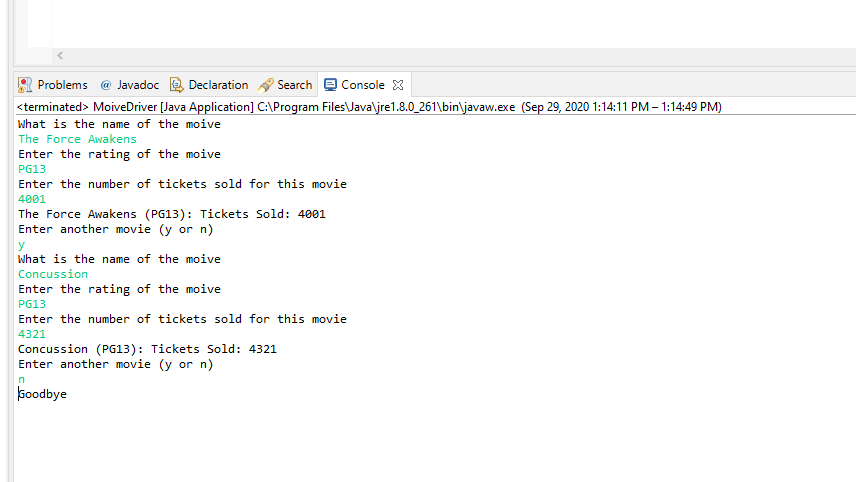 Problems @ Javadoc Declaration Search Console
<terminated> MoiveDriver [Java Application] C:\Program Files\Java\jre1.8.0_261\bin\javaw.exe (Sep 29, 2020 1:14:11 PM – 1:14:49 PM)
What is the name of the moive
The Force Awakens
Enter the rating of the moive
PG13
Enter the number of tickets sold for this movie
4001
The Force Awakens (PG13): Tickets Sold: 4001
Enter another movie (y or n)
y
What is the name of the moive
Concussion
Enter the rating of the moive
PG13
Enter the number of tickets sold for this movie
4321
Concussion (PG13): Tickets Sold: 4321
Enter another movie (y or n)
n
Goodbye